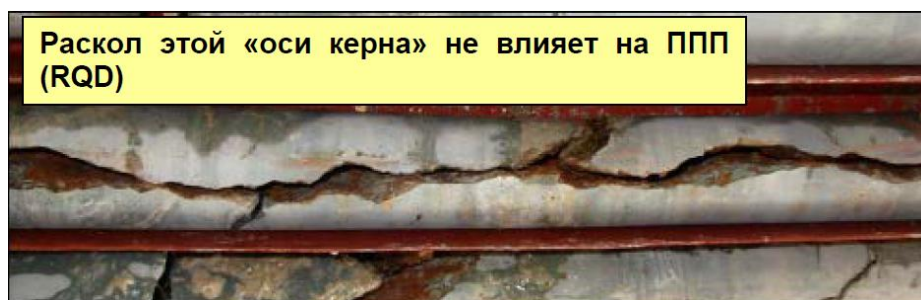 Раскол этой «оси керна» не влияет на ППП
(RQD)